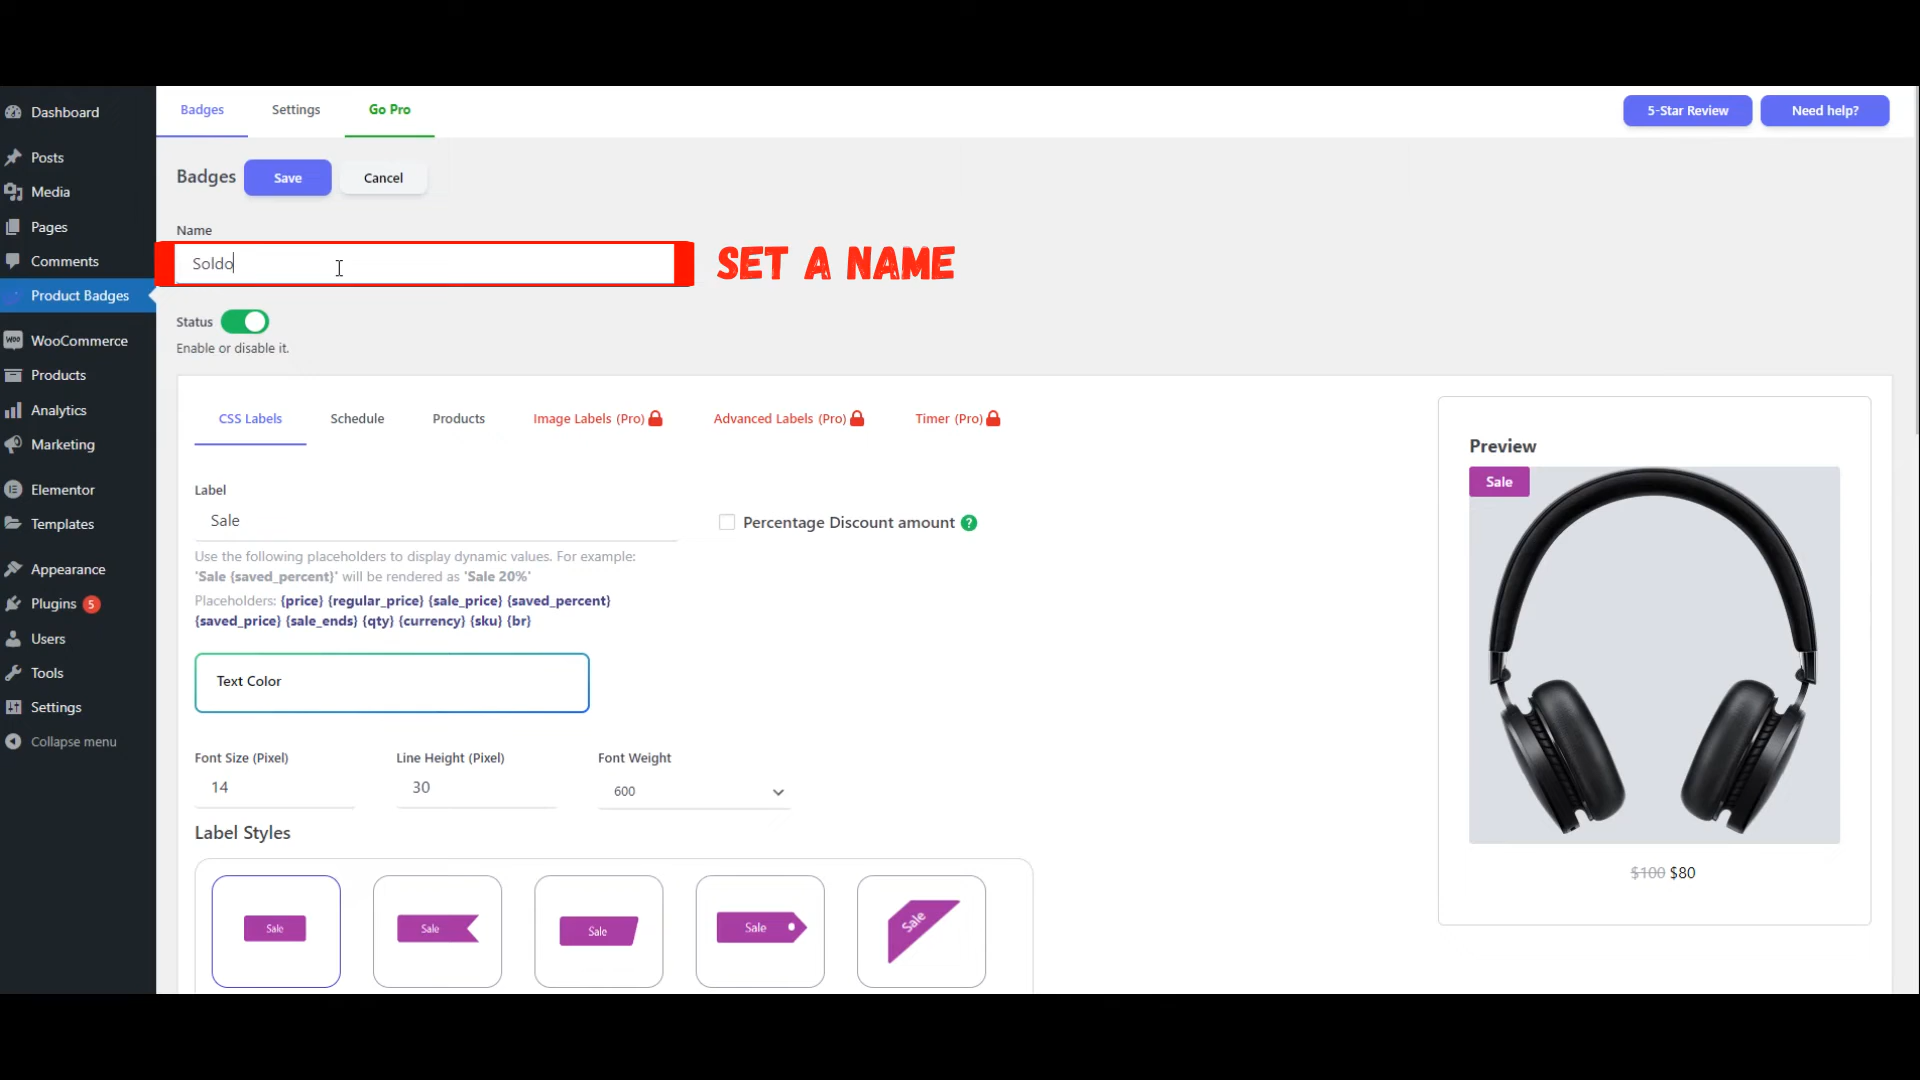 Dashboard
Posts
Media
Pages
Comments
Product Badges
WooCommerce
Products
Analytics
Marketing
Elementor
Templates
Appearance
Plugins 5
Users
Tools
Settings
Collapse menu
Badges Settings Go Pro
5-Star Review Need help?
Badges Save Cancel
Name
Soldo
SET A NAME
Status
Enable or disable it.
CSS Labels Schedule Products Image Labels (Pro) Advanced Labels (Pro) Timer (Pro)
Label
Sale
Percentage Discount amount ?
Use the following placeholders to display dynamic values. For example:
'Sale {saved_percent}' will be rendered as 'Sale 20%'
Placeholders: {price} {regular_price} {sale_price} {saved_percent}
{saved_price} {sale_ends} {qty} {currency} {sku} {br}
Text Color
Font Size (Pixel) Line Height (Pixel) Font Weight
14 30 600
Label Styles
Sale Sale Sale Sale Sale
Preview
Sale
$100 $80